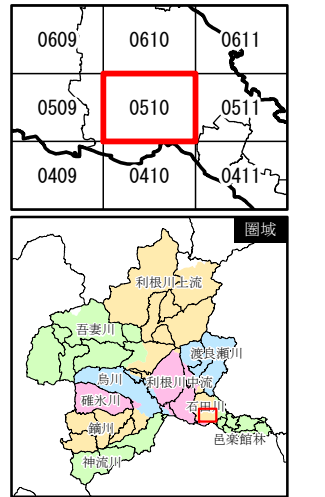 0609 0610 0611
0509 0510 0511
0409 0410 0411
圏域
利根川上流
吾妻川
渡良瀬川
烏川
利根川中流
碓氷川
石田川
鏑川
邑楽館林
神流川